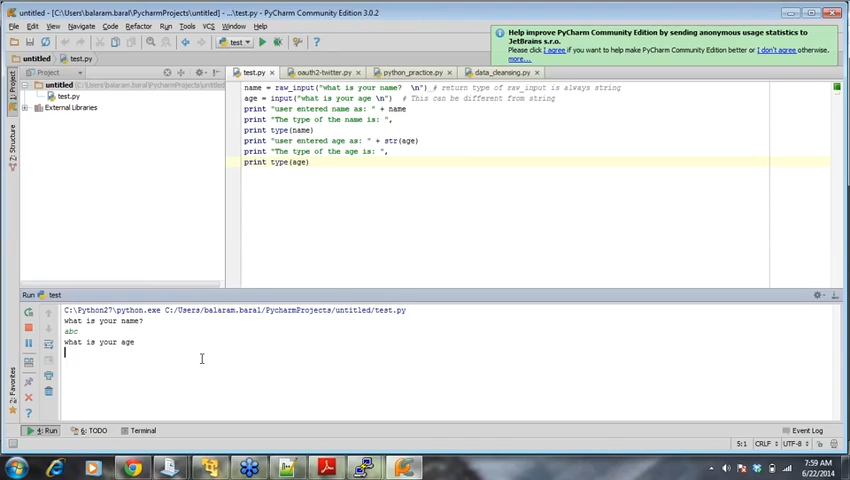 untitled - [C:\Users\balaram.baral\PycharmProjects\untitled] - ...\test.py - PyCharm Community Edition 3.0.2
File Edit View Navigate Code Refactor Run Tools VCS Window Help
test
Help improve PyCharm Community Edition by sending anonymous usage statistics to
JetBrains s.r.o.
Please click I agree if you want to help make PyCharm Community Edition better or I don't agree otherwise.
more...
untitled test.py
Project
test.py oauth2-twitter.py python_practice.py data_cleansing.py
untitled (C:\Users\balaram.baral\PycharmProjects\u
test.py
External Libraries
1: Project
7: Structure
name = raw_input("what is your name?  \n") # return type of raw_input is always string
age = input("what is your age \n")  # This can be different from string
print "user entered name as: " + name
print "The type of the name is: ",
print type(name)
print "user entered age as: " + str(age)
print "The type of the age is: ",
print type(age)
Run test
C:\Python27\python.exe C:/Users/balaram.baral/PycharmProjects/untitled/test.py
what is your name?
abc
what is your age
2: Favorites
4: Run 6: TODO Terminal Event Log
5:1 CRLF UTF-8
7:59 AM
6/22/2014